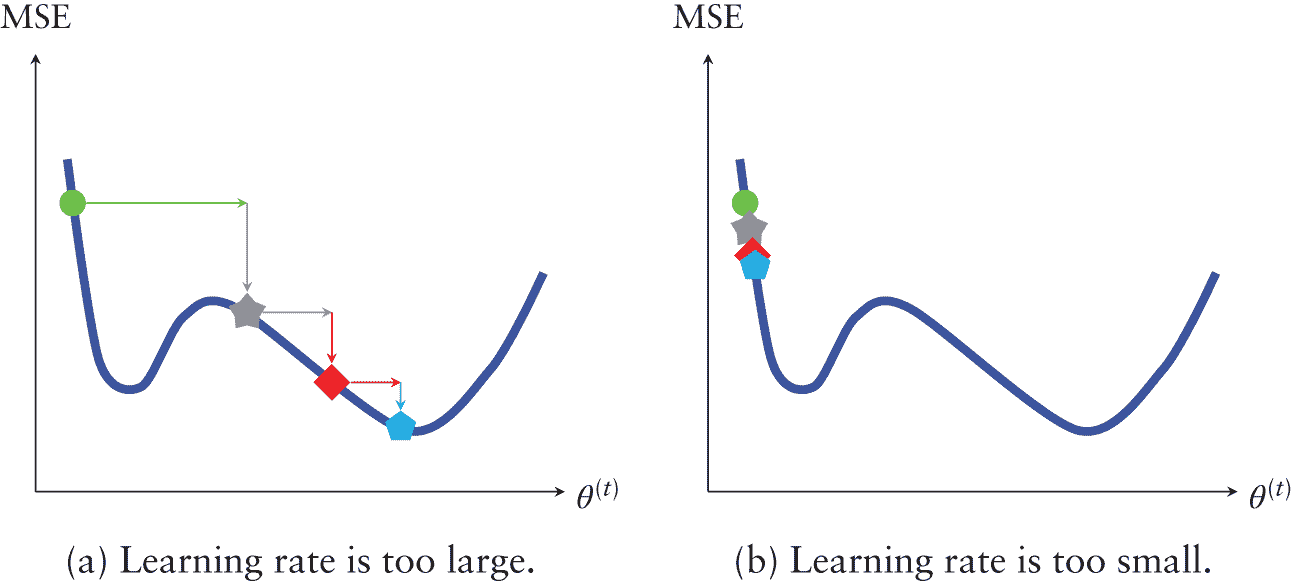 MSE
θ(t)
(a) Learning rate is too large.
MSE
θ(t)
(b) Learning rate is too small.